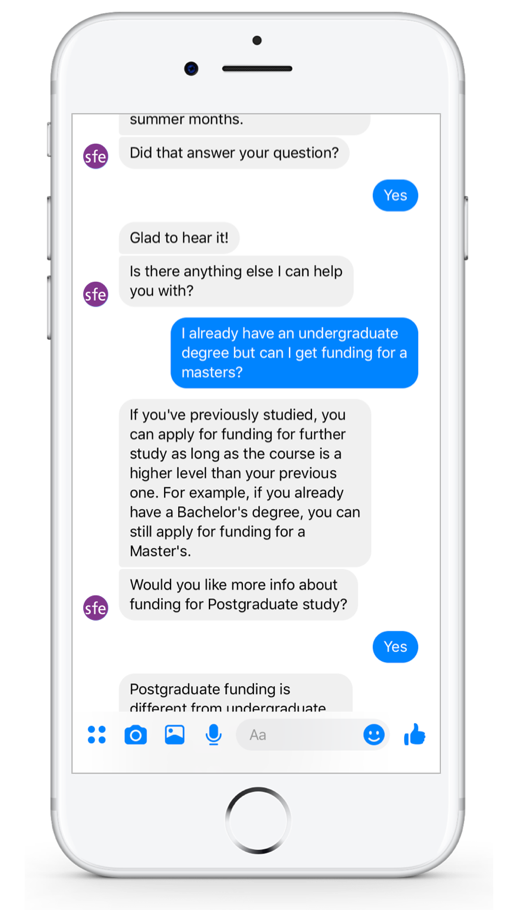 summer months.
Did that answer your question?
sfe
Yes
Glad to hear it!
Is there anything else I can help
you with?
sfe
I already have an undergraduate
degree but can I get funding for a
masters?
If you've previously studied, you
can apply for funding for further
study as long as the course is a
higher level than your previous
one. For example, if you already
have a Bachelor's degree, you can
still apply for funding for a
Master's.
Would you like more info about
funding for Postgraduate study?
sfe
Yes
Postgraduate funding is
different from undergraduate
Aa